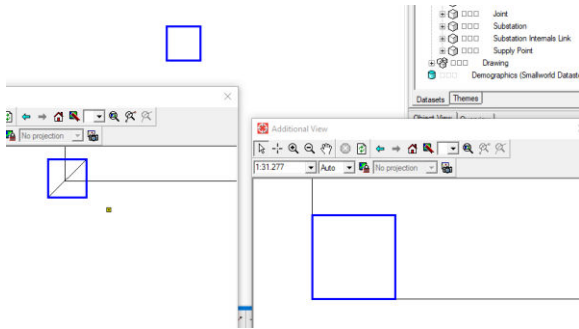 Joint
Substation
Substation Internals Link
Supply Point
Drawing
Demographics (Smallworld Datast
Datasets
Themes
No projection
Additional View
1:31.277
Auto
No projection